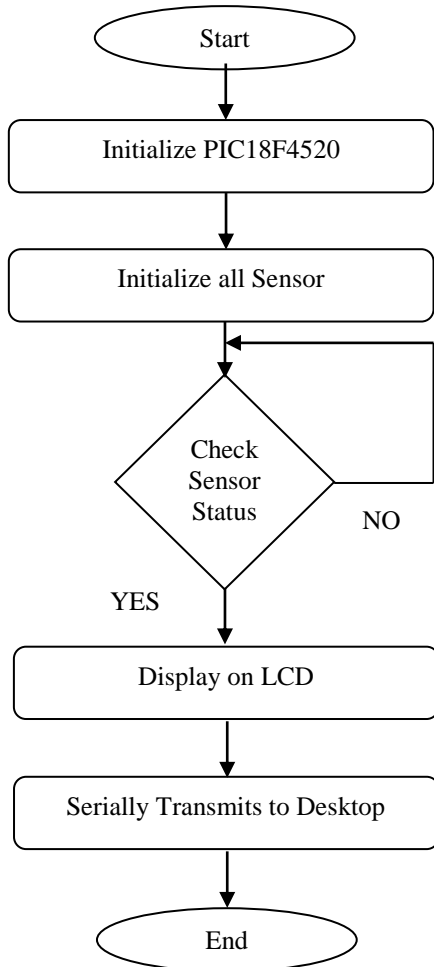 Start
Initialize PIC18F4520
Initialize all Sensor
Check
Sensor
Status
NO
YES
Display on LCD
Serially Transmits to Desktop
End